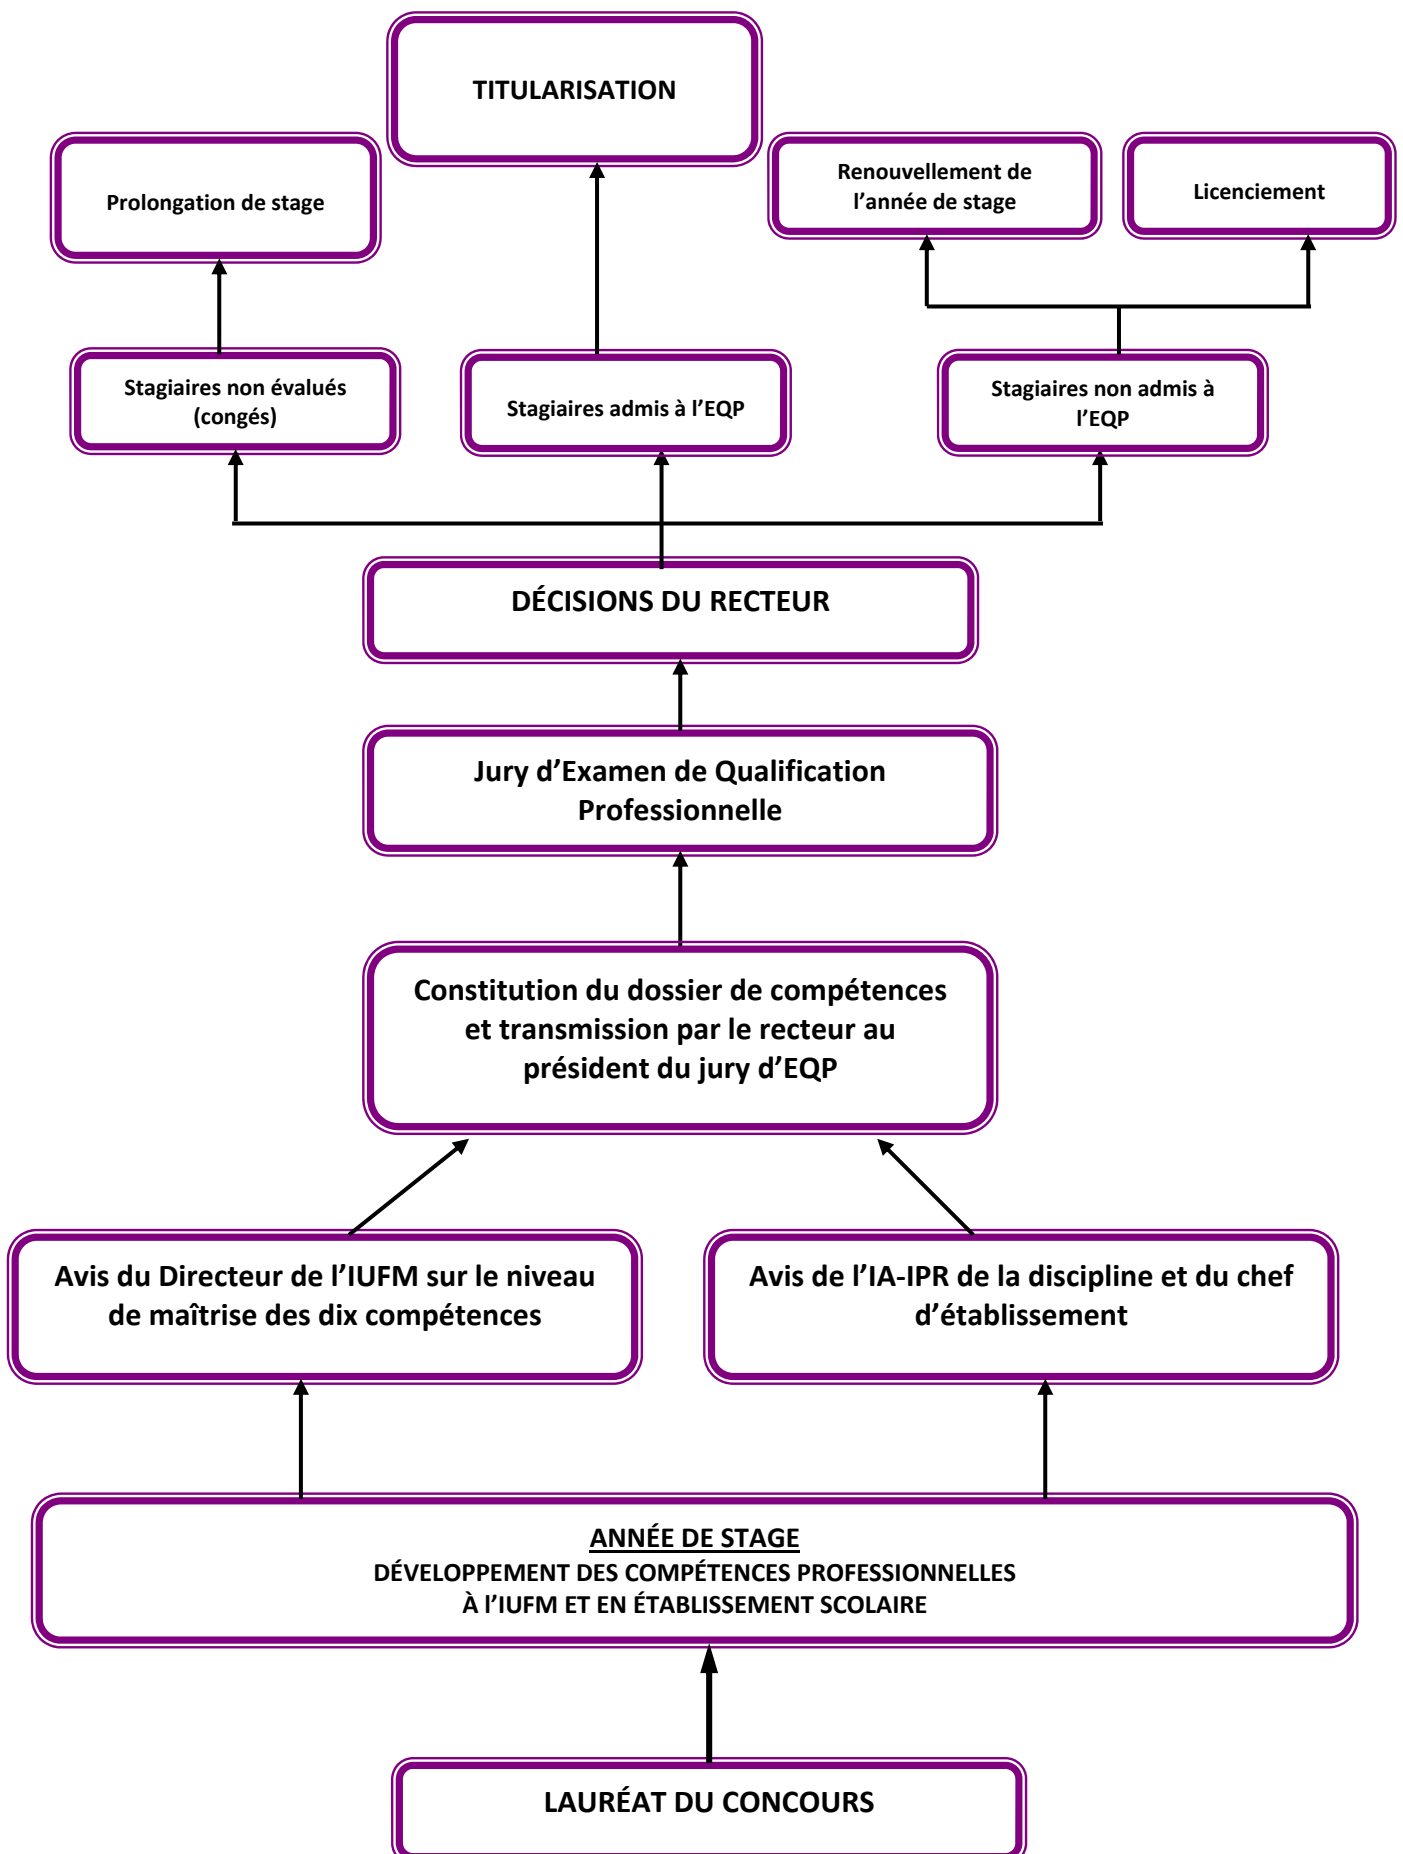 TITULARISATION
Prolongation de stage
Renouvellement de
l’année de stage
Licenciement
Stagiaires non évalués
(congés)
Stagiaires admis à l’EQP
Stagiaires non admis à
l’EQP
DÉCISIONS DU RECTEUR
Jury d’Examen de Qualification
Professionnelle
Constitution du dossier de compétences
et transmission par le recteur au
président du jury d’EQP
Avis du Directeur de l’IUFM sur le niveau
de maîtrise des dix compétences
Avis de l’IA-IPR de la discipline et du chef
d’établissement
ANNÉE DE STAGE
DÉVELOPPEMENT DES COMPÉTENCES PROFESSIONNELLES
À l’IUFM ET EN ÉTABLISSEMENT SCOLAIRE
LAURÉAT DU CONCOURS